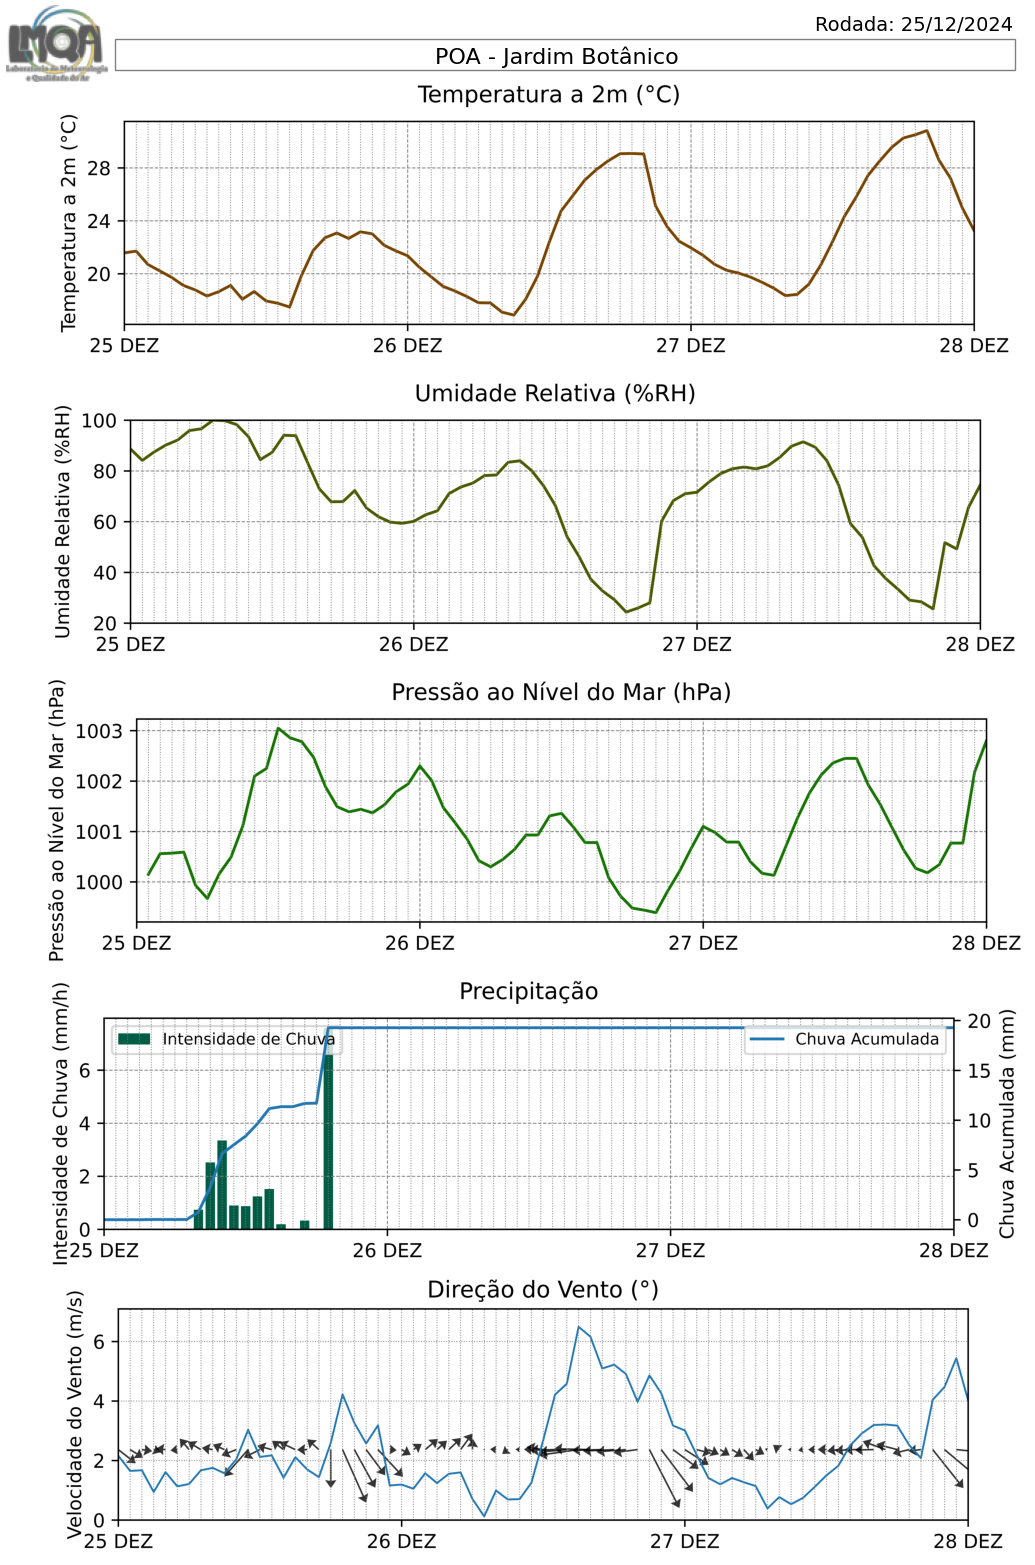 LMQA
Laboratório de Meteorologia
e Qualidade do Ar
Rodada: 25/12/2024
POA - Jardim Botânico
Temperatura a 2m (°C)
Temperatura a 2m (°C)
28
24
20
25 DEZ 26 DEZ 27 DEZ 28 DEZ
Umidade Relativa (%RH)
Umidade Relativa (%RH)
100
80
60
40
20
25 DEZ 26 DEZ 27 DEZ 28 DEZ
Pressão ao Nível do Mar (hPa)
Pressão ao Nível do Mar (hPa)
1003
1002
1001
1000
25 DEZ 26 DEZ 27 DEZ 28 DEZ
Precipitação
Intensidade de Chuva (mm/h)
Intensidade de Chuva
Chuva Acumulada
6
4
2
0
20
15
10
5
0
Chuva Acumulada (mm)
25 DEZ 26 DEZ 27 DEZ 28 DEZ
Direção do Vento (°)
Velocidade do Vento (m/s)
6
4
2
0
25 DEZ 26 DEZ 27 DEZ 28 DEZ